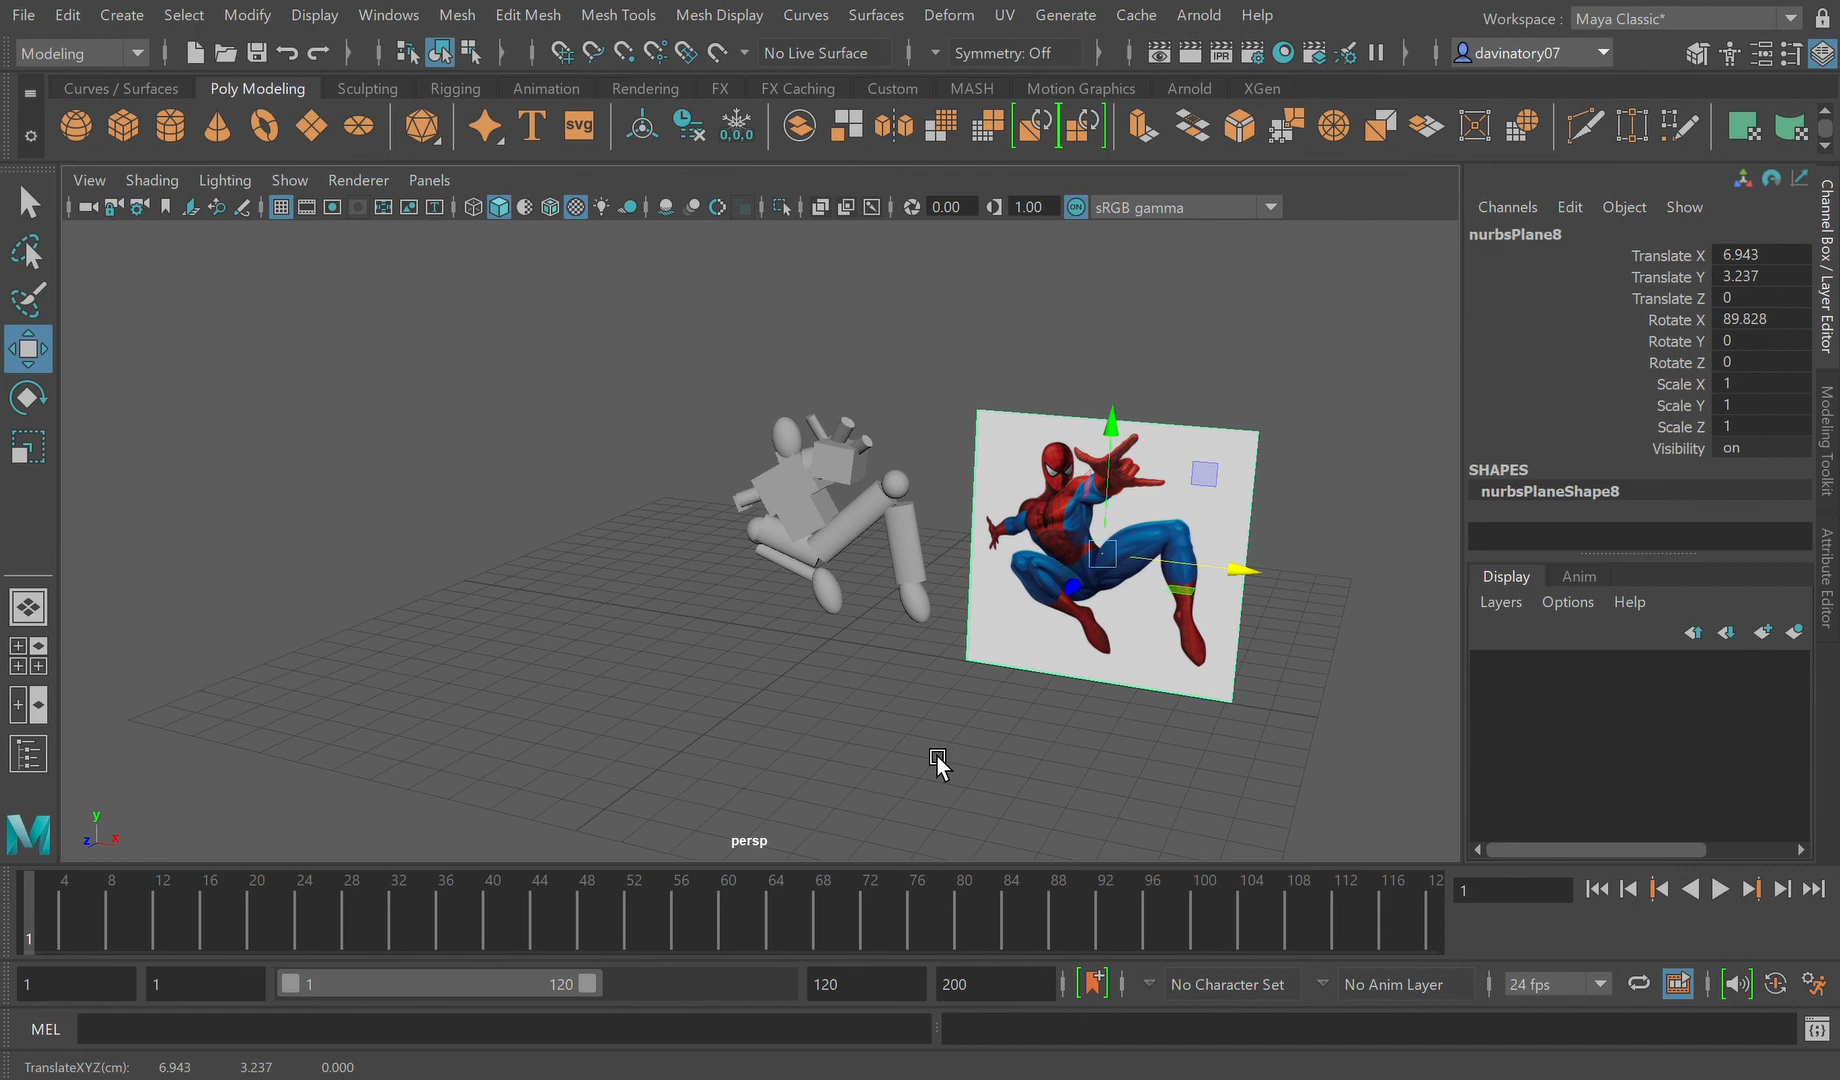 File Edit Create Select Modify Display Windows Mesh Edit Mesh Mesh Tools Mesh Display Curves Surfaces Deform UV Generate Cache Arnold Help
Workspace : Maya Classic*
Modeling
No Live Surface
Symmetry: Off
IPR
davinatory07
Curves / Surfaces Poly Modeling Sculpting Rigging Animation Rendering FX FX Caching Custom MASH Motion Graphics Arnold XGen
T
svg
0,0,0
View Shading Lighting Show Renderer Panels
0.00
1.00
ON
sRGB gamma
Channels Edit Object Show
nurbsPlane8
Translate X 6.943
Translate Y 3.237
Translate Z 0
Rotate X 89.828
Rotate Y 0
Rotate Z 0
Scale X 1
Scale Y 1
Scale Z 1
Visibility on
SHAPES
nurbsPlaneShape8
Channel Box / Layer Editor
Modeling Toolkit
Attribute Editor
Display Anim
Layers Options Help
y
z
x
persp
M
4 8 12 16 20 24 28 32 36 40 44 48 52 56 60 64 68 72 76 80 84 88 92 96 100 104 108 112 116 12
1
1
1
1
1
120
120
200
No Character Set
No Anim Layer
24 fps
MEL
TranslateXYZ(cm): 6.943 3.237 0.000